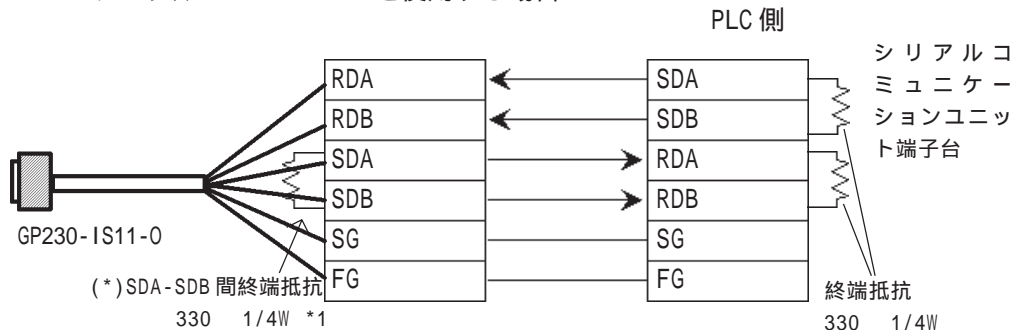 PLC 側
RDA
RDB
SDA
SDB
SG
FG
SDA
SDB
RDA
RDB
SG
FG
シリアルコ
ミュニケー
ションユニッ
ト端子台
GP230-IS11-O
(*)SDA-SDB 間終端抵抗
330 1/4W *1
終端抵抗
330 1/4W